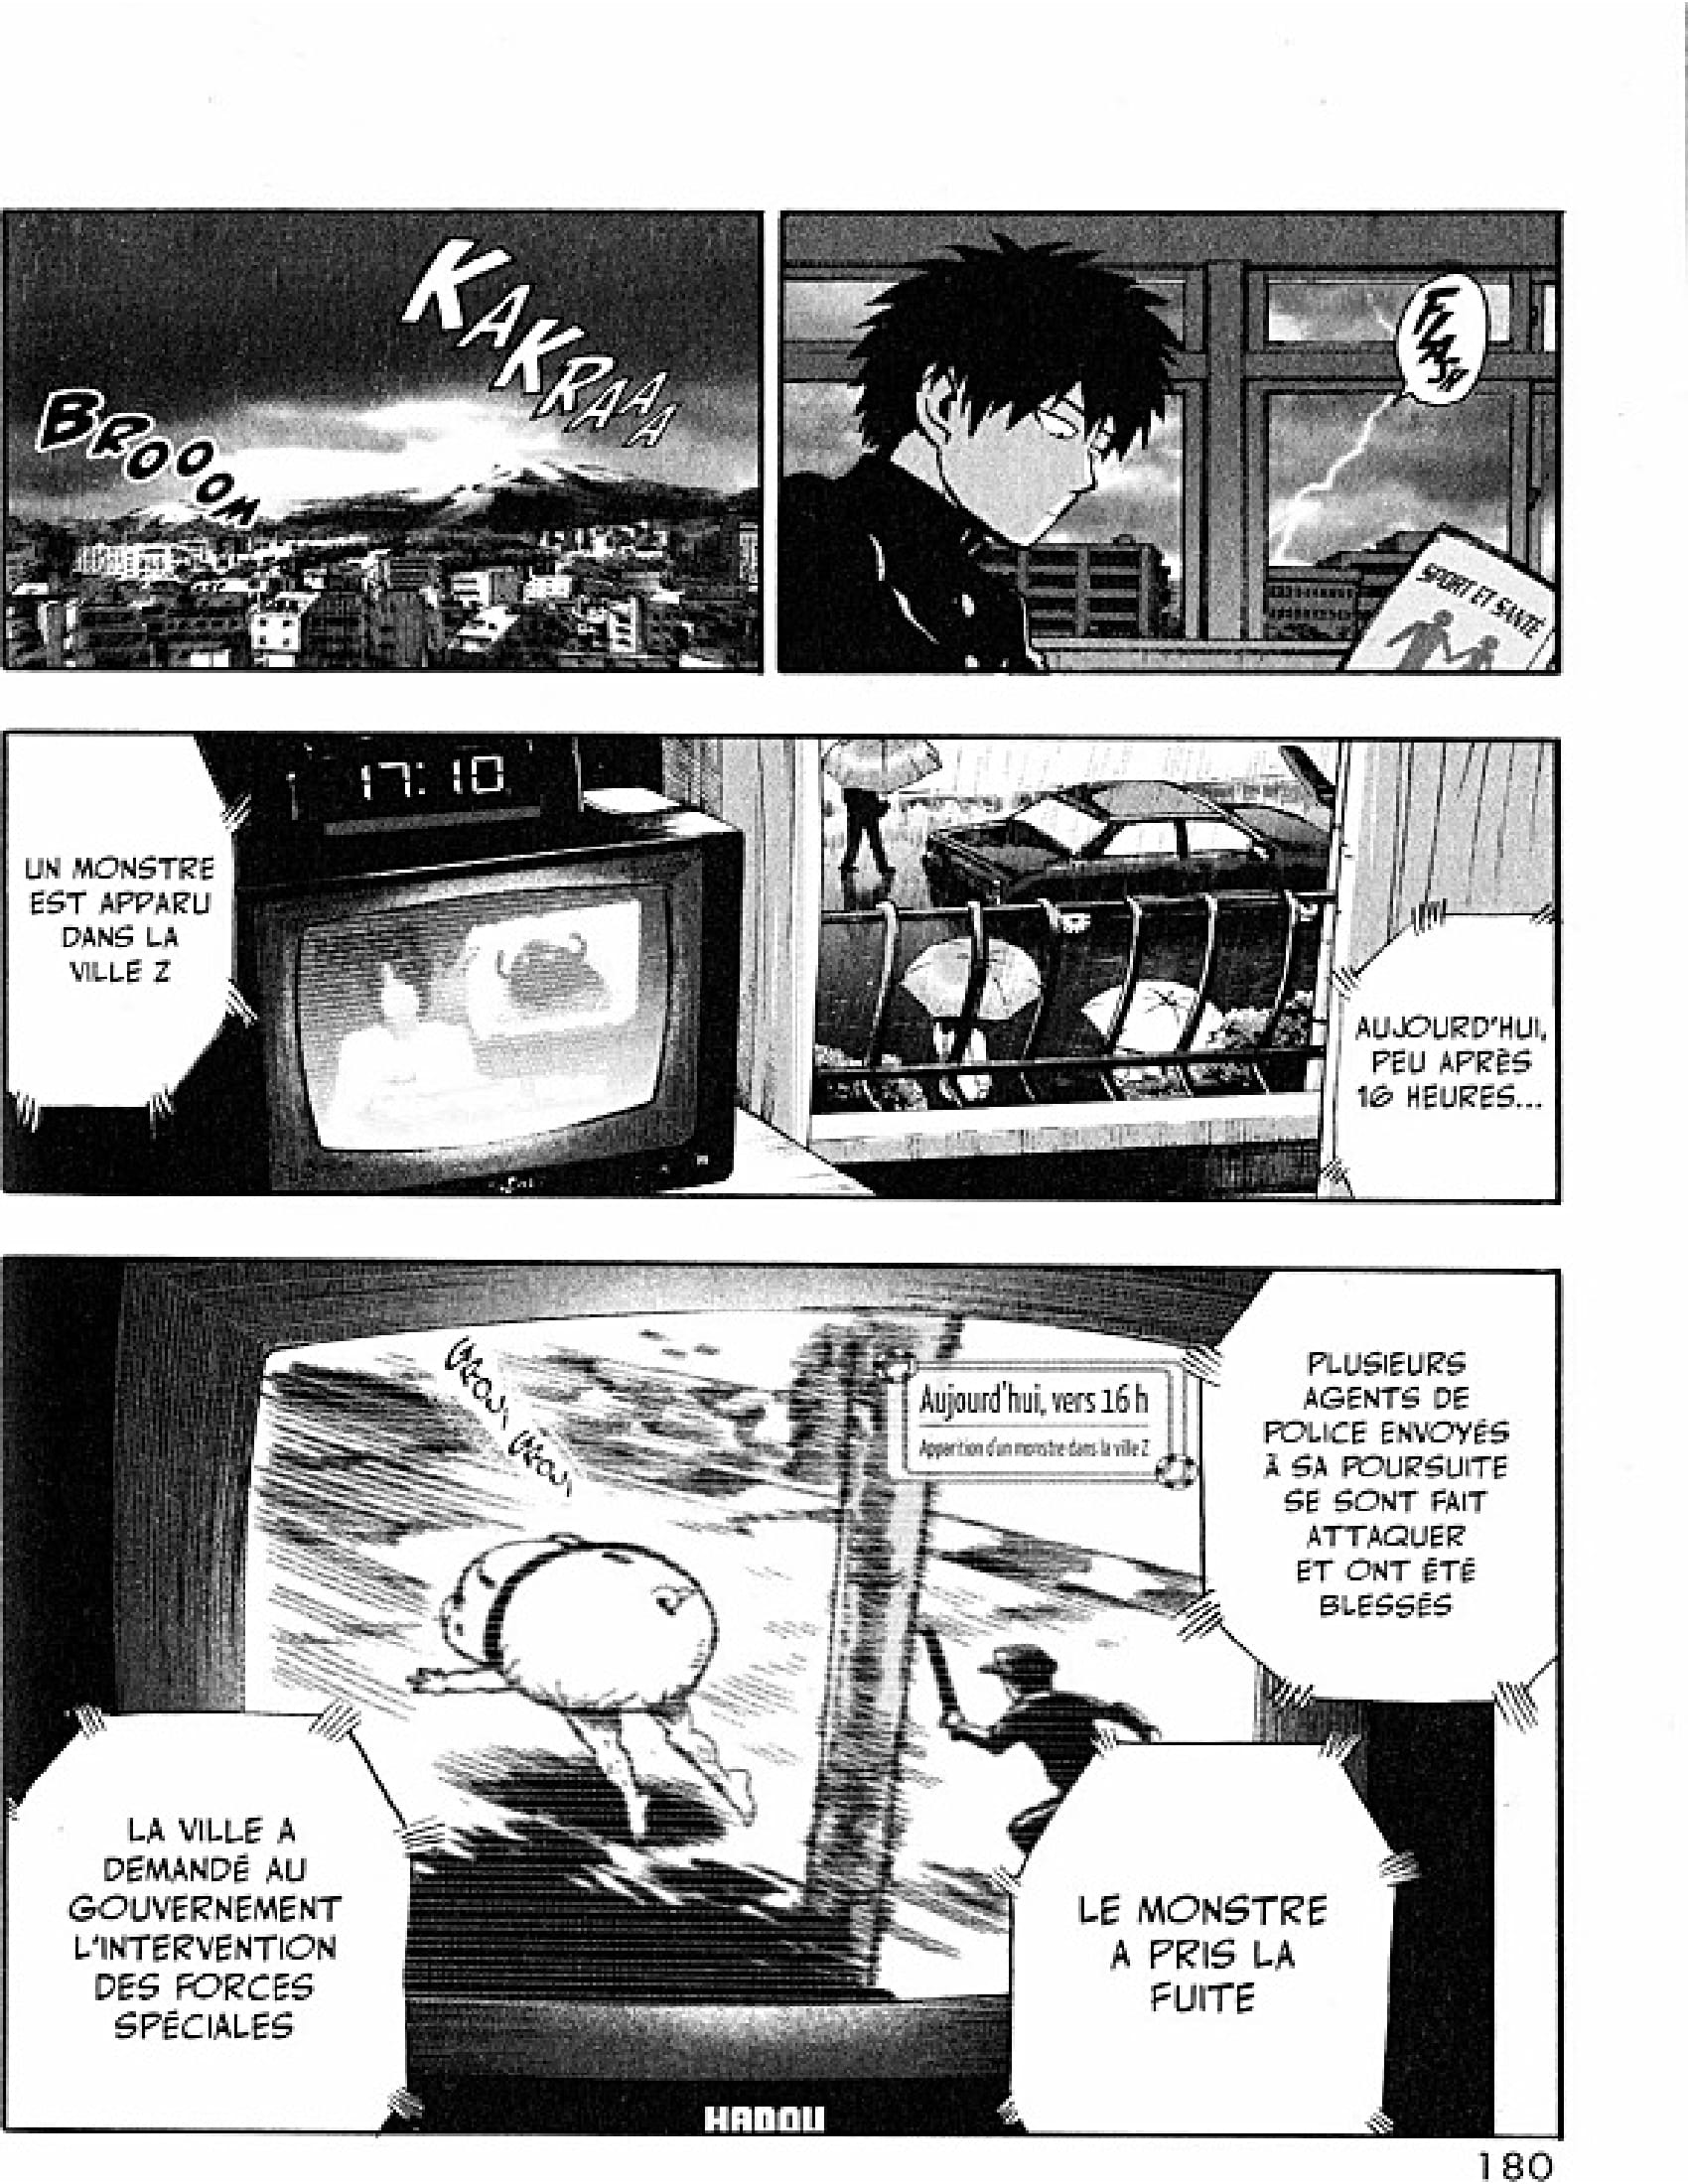 SPORT ET SANTÉ
KAKRAAA
BROOOM
AUJOURD'HUI,
PEU APRÈS
16 HEURES...
17:10
UN MONSTRE
EST APPARU
DANS LA
VILLE Z
PLUSIEURS
AGENTS DE
POLICE ENVOYÉS
À SA POURSUITE
SE SONT FAIT
ATTAQUER
ET ONT ÉTÉ
BLESSÉS
Aujourd'hui, vers 16 h
Apparition d'un monstre dans la ville Z
LE MONSTRE
A PRIS LA
FUITE
LA VILLE A
DEMANDÉ AU
GOUVERNEMENT
L'INTERVENTION
DES FORCES
SPÉCIALES
HADOU
180